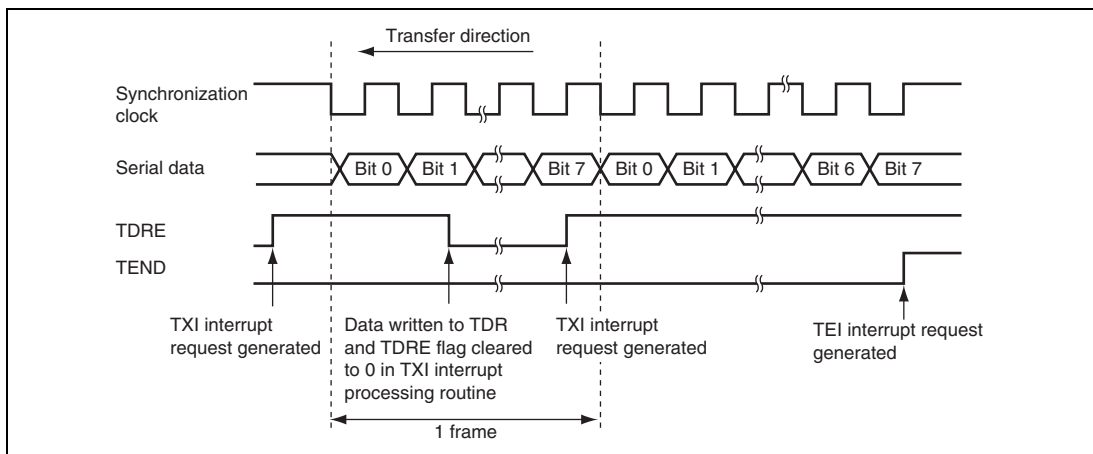 Transfer direction
Synchronization
clock
Serial data
Bit 0
Bit 1
Bit 7
Bit 0
Bit 1
Bit 6
Bit 7
TDRE
TEND
TXI interrupt
request generated
Data written to TDR
and TDRE flag cleared
to 0 in TXI interrupt
processing routine
TXI interrupt
request generated
TEI interrupt request
generated
1 frame